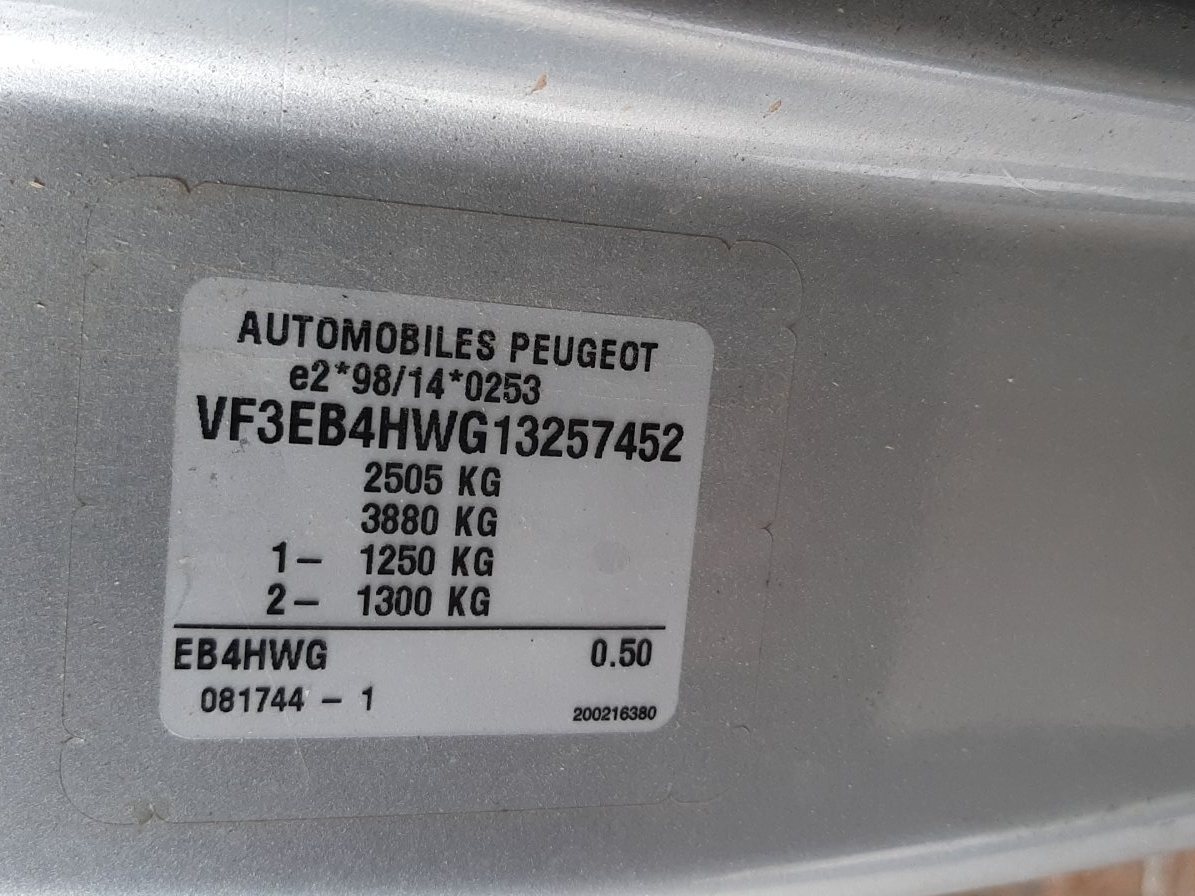 AUTOMOBILES PEUGEOT
e2*98/14*0253
VF3EB4HWG13257452
2505 KG
3880 KG
1– 1250 KG
2– 1300 KG
EB4HWG 0.50
081744 – 1
200216380